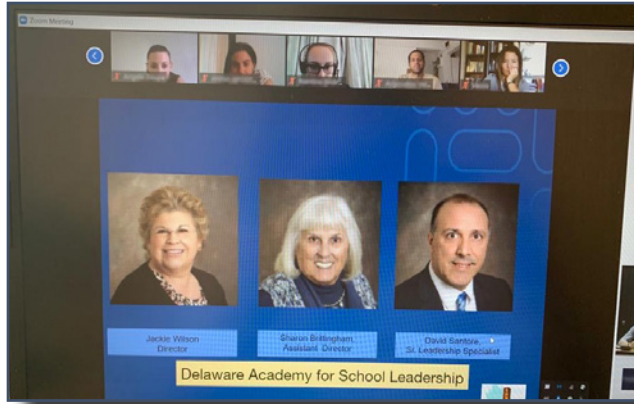 Zoom Meeting
Jackie Wilson
Director
Sharon Brittingham,
Assistant Director
David Santore,
Sr. Leadership Specialist
Delaware Academy for School Leadership